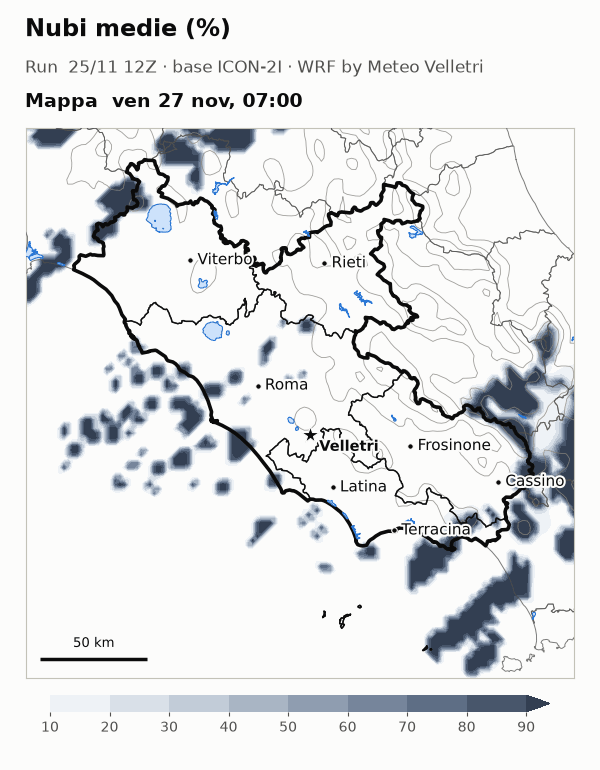 Nubi medie (%)
Run  25/11 12Z · base ICON-2I · WRF by Meteo Velletri
Mappa  ven 27 nov, 07:00
Viterbo
Rieti
Roma
Velletri
Frosinone
Cassino
Latina
Terracina
50 km
10 20 30 40 50 60 70 80 90